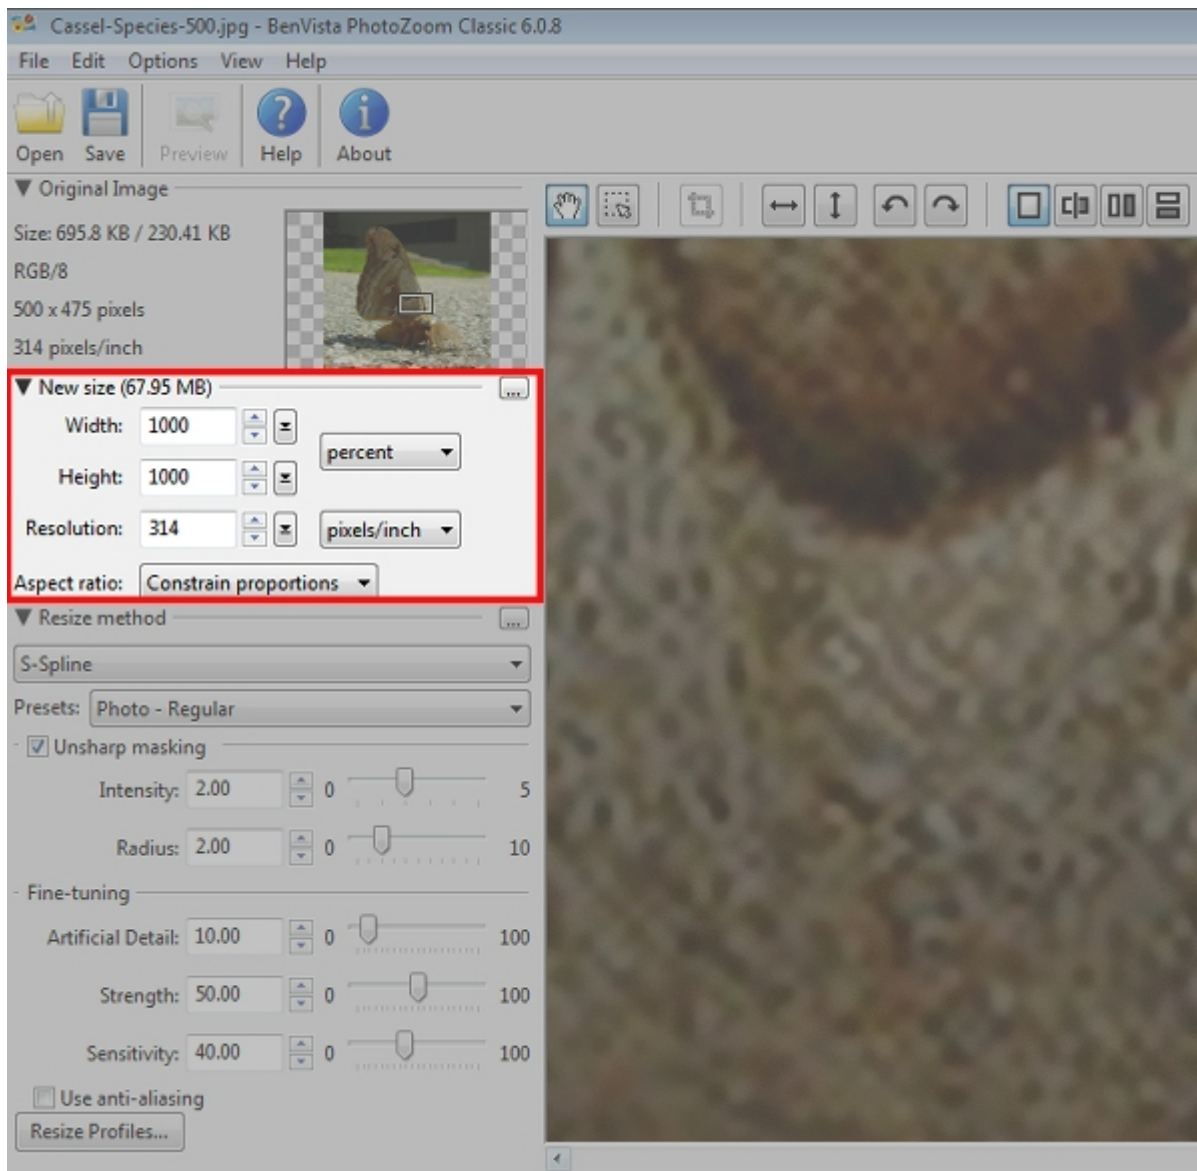 Cassel-Species-500.jpg - BenVista PhotoZoom Classic 6.0.8
File Edit Options View Help
Open Save Preview Help About
Original Image
Size: 695.8 KB / 230.41 KB
RGB/8
500 x 475 pixels
314 pixels/inch
New size (67.95 MB) ...
Width: 1000
percent
Height: 1000
Resolution: 314 pixels/inch
Aspect ratio: Constrain proportions
Resize method ...
S-Spline
Presets: Photo - Regular
Unsharp masking
Intensity: 2.00 0 5
Radius: 2.00 0 10
Fine-tuning
Artificial Detail: 10.00 0 100
Strength: 50.00 0 100
Sensitivity: 40.00 0 100
Use anti-aliasing
Resize Profiles...